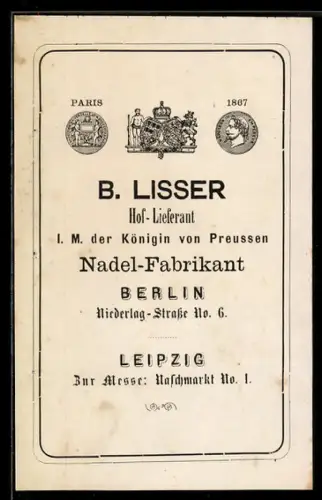 PARIS 1867
B. LISSER
Hof-Lieferant
I. M. der Königin von Preussen
Nadel-Fabrikant
BERLIN
Niederlag-Straße No. 6.
LEIPZIG
Zur Messe: Naschmarkt No. 1.